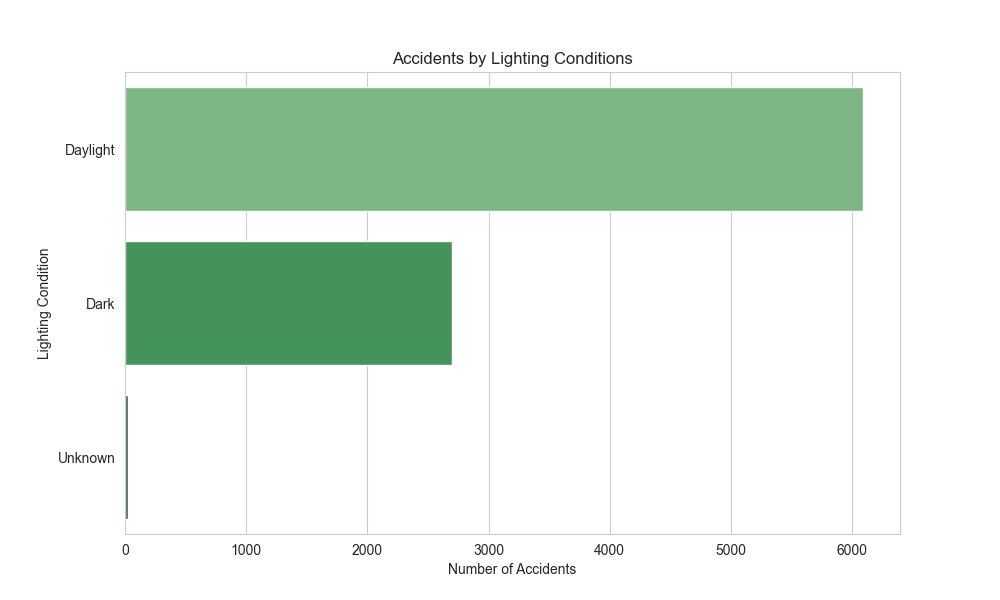 Accidents by Lighting Conditions
Lighting Condition
Daylight
Dark
Unknown
0 1000 2000 3000 4000 5000 6000
Number of Accidents